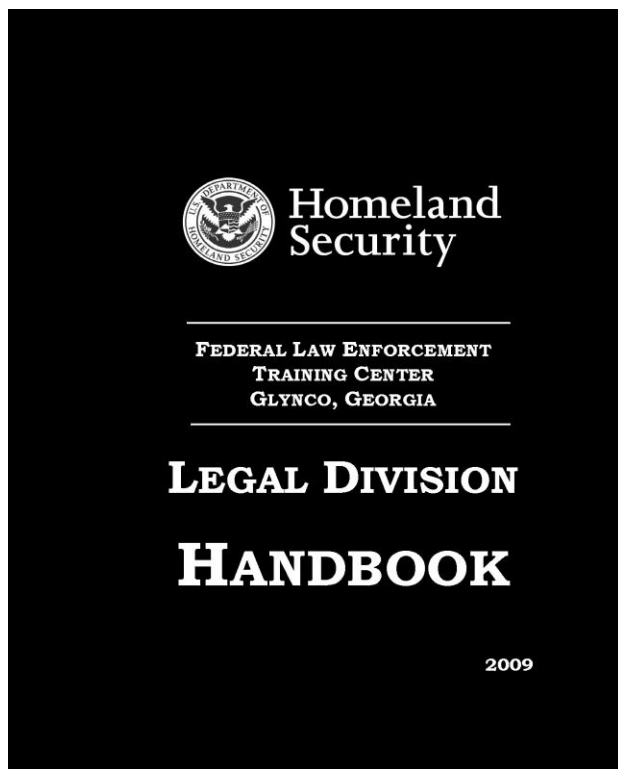 U.S. DEPARTMENT OF
HOMELAND SECURITY
Homeland
Security
FEDERAL LAW ENFORCEMENT
TRAINING CENTER
GLYNCO, GEORGIA
LEGAL DIVISION
HANDBOOK
2009